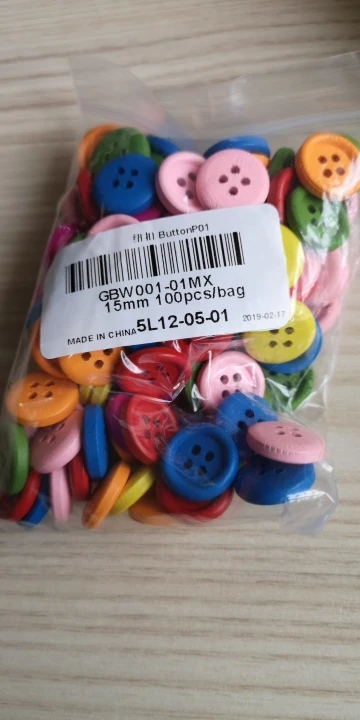 纽扣 ButtonP01
GBW001-01MX
15mm 100pcs/bag
MADE IN CHINA 5L12-05-01 2019-02-17